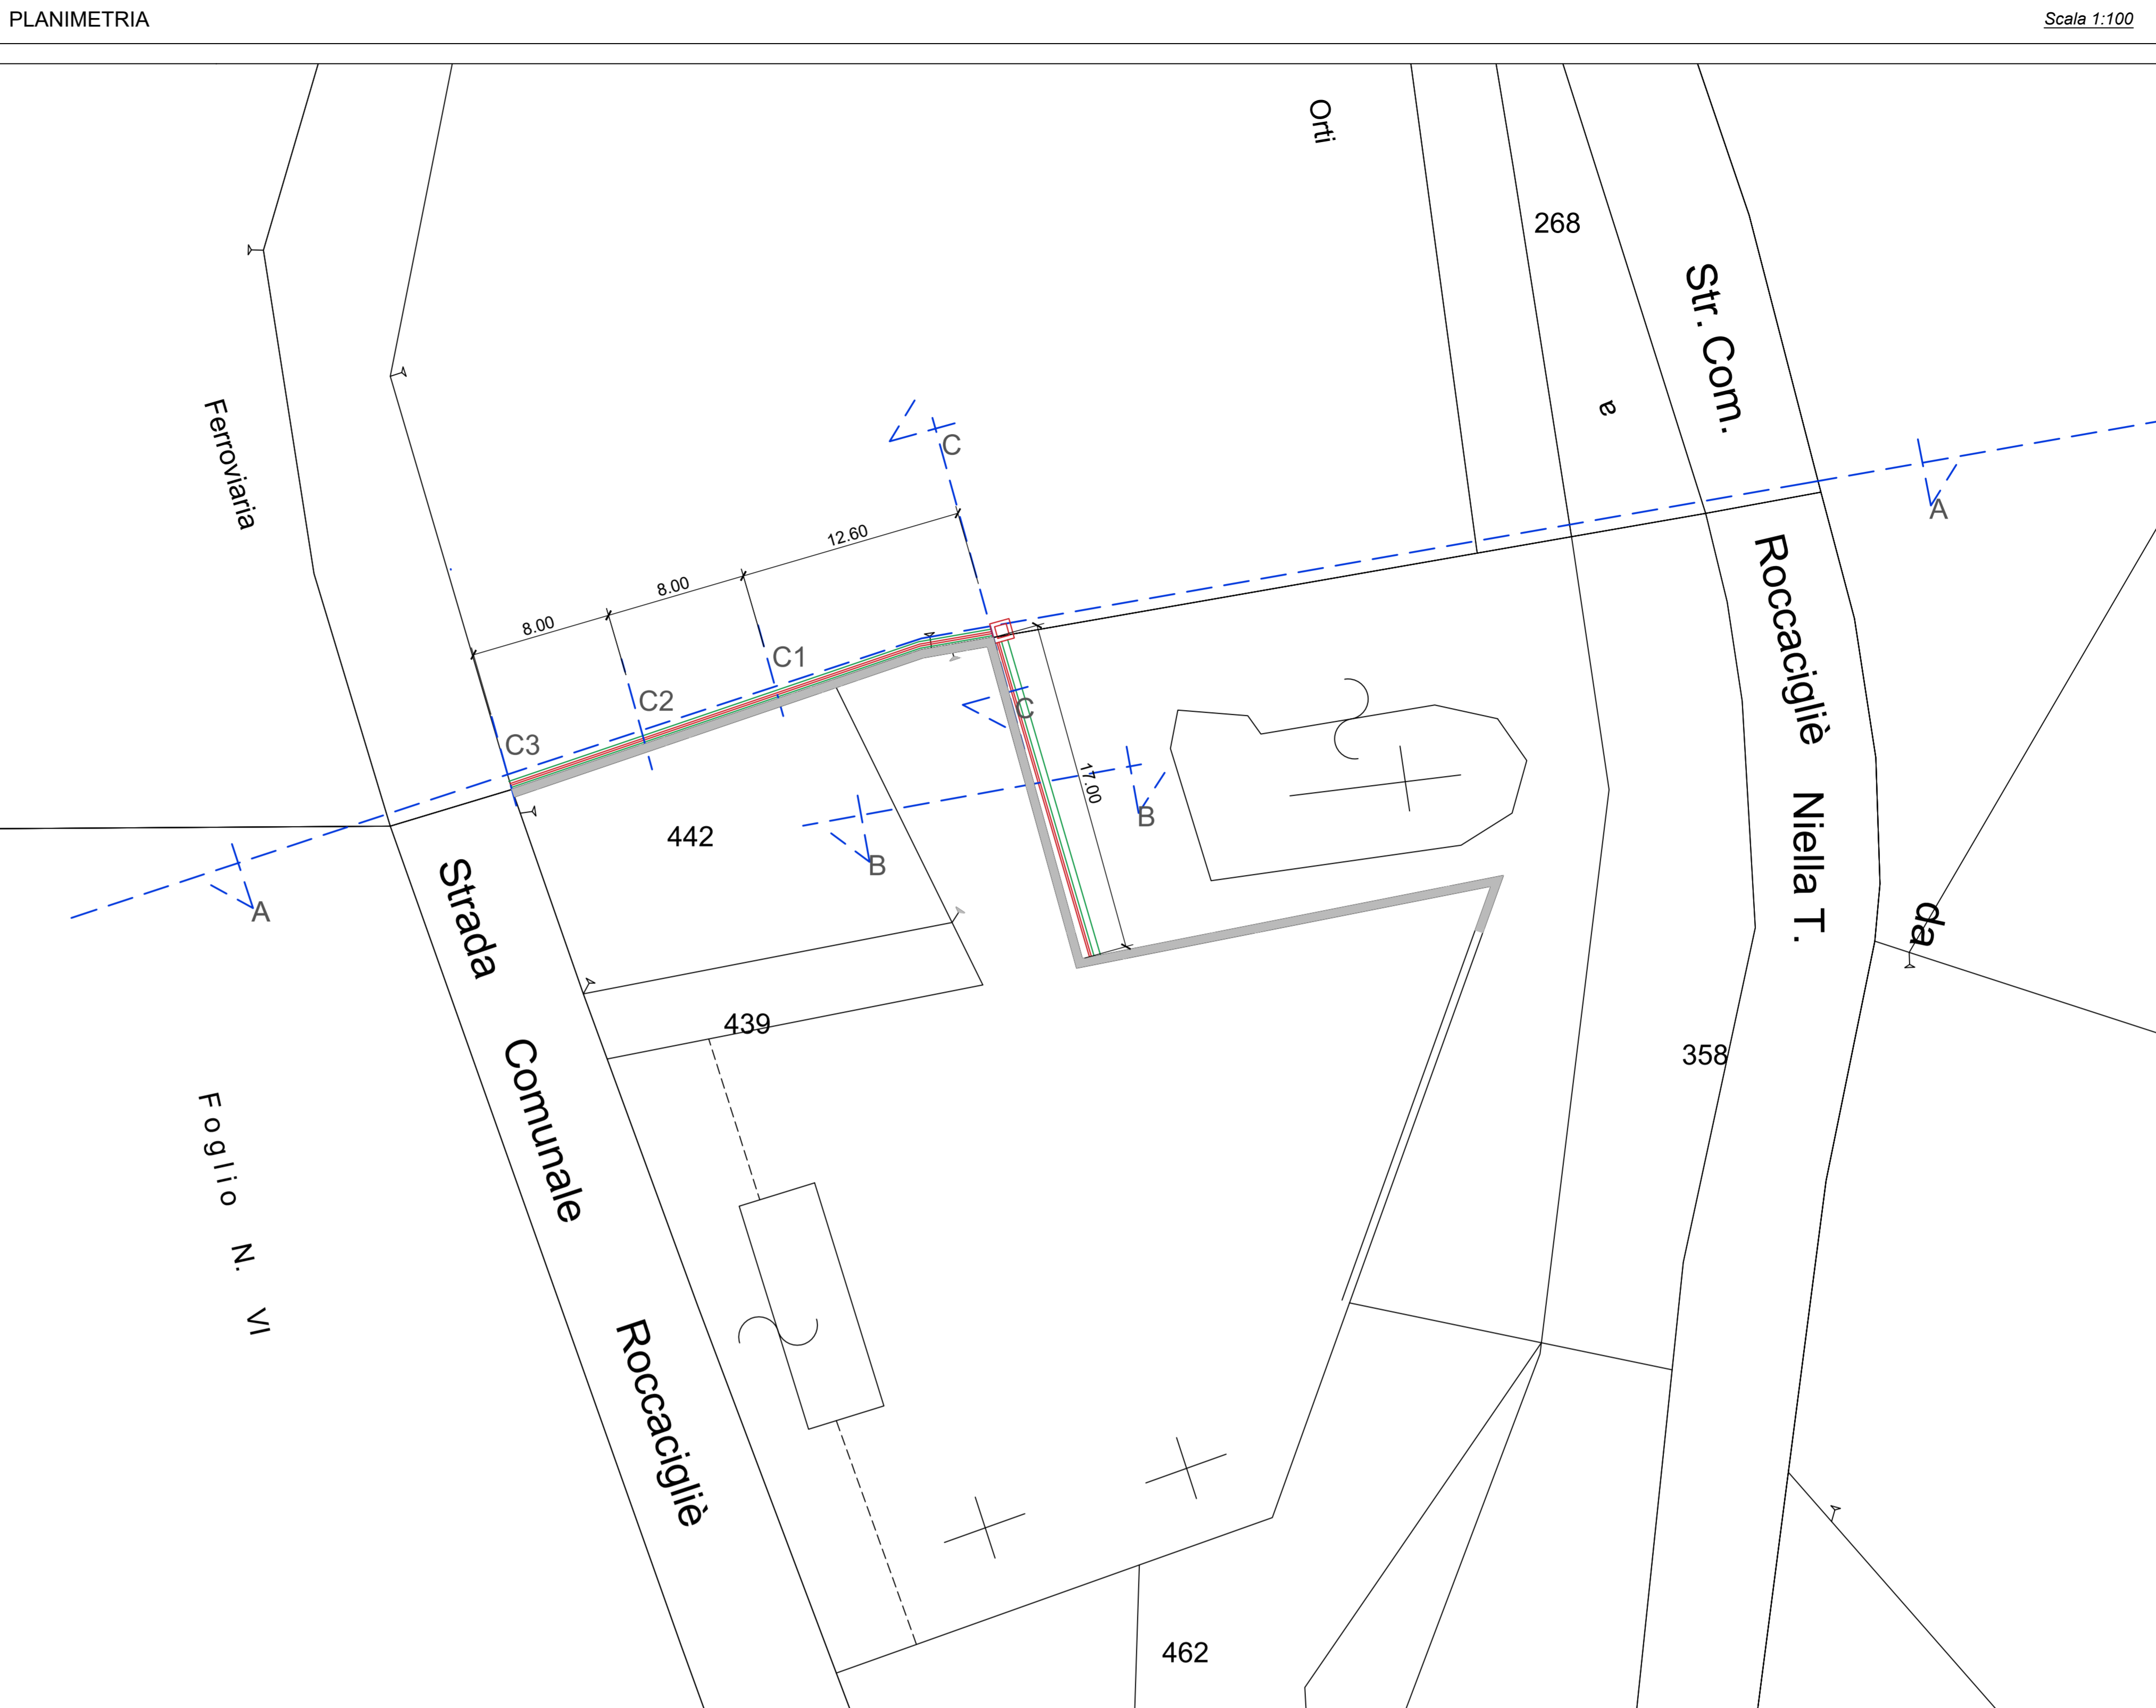 PLANIMETRIA
Scala 1:100
Orti
268
Str. Com.
a
Ferroviaria
C
A
12.60
8.00
8.00
C1
C2
C3
C
17.00
B
B
442
A
Roccacigliè Niella T.
da
439
358
Strada Comunale Roccacigliè
Foglio N. VI
462